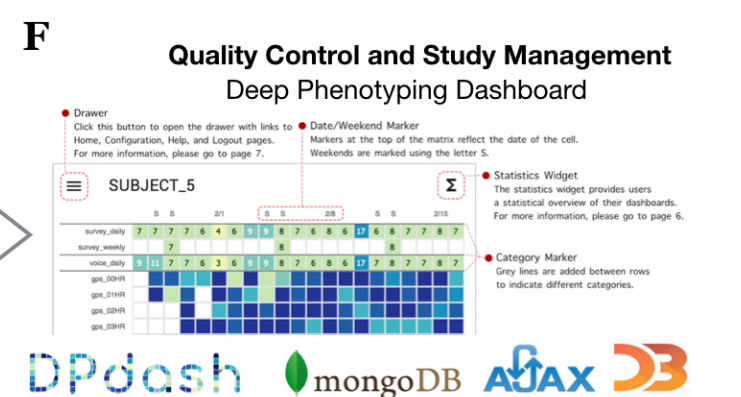 F
Quality Control and Study Management
Deep Phenotyping Dashboard
Drawer
Click this button to open the drawer with links to
Home, Configuration, Help, and Logout pages.
For more information, please go to page 7.
Date/Weekend Marker
Markers at the top of the matrix reflect the date of the cell.
Weekends are marked using the letter S.
SUBJECT_5
Σ
Statistics Widget
The statistics widget provides users
a statistical overview of their dashboards.
For more information, please go to page 6.
S S 2/1 S S 2/8 S S 2/15
survey_daily 7 7 7 7 6 4 6 9 9 8 7 6 8 6 17 6 8 7 7 8 7
survey_weekly 7 8 8
voice_daily 9 11 7 7 6 3 6 9 9 8 7 6 8 6 17 7 8 7 7 8 7
gps_00HR
gps_01HR
gps_02HR
gps_03HR
Category Marker
Grey lines are added between rows
to indicate different categories.
DPdash mongoDB AJAX D3